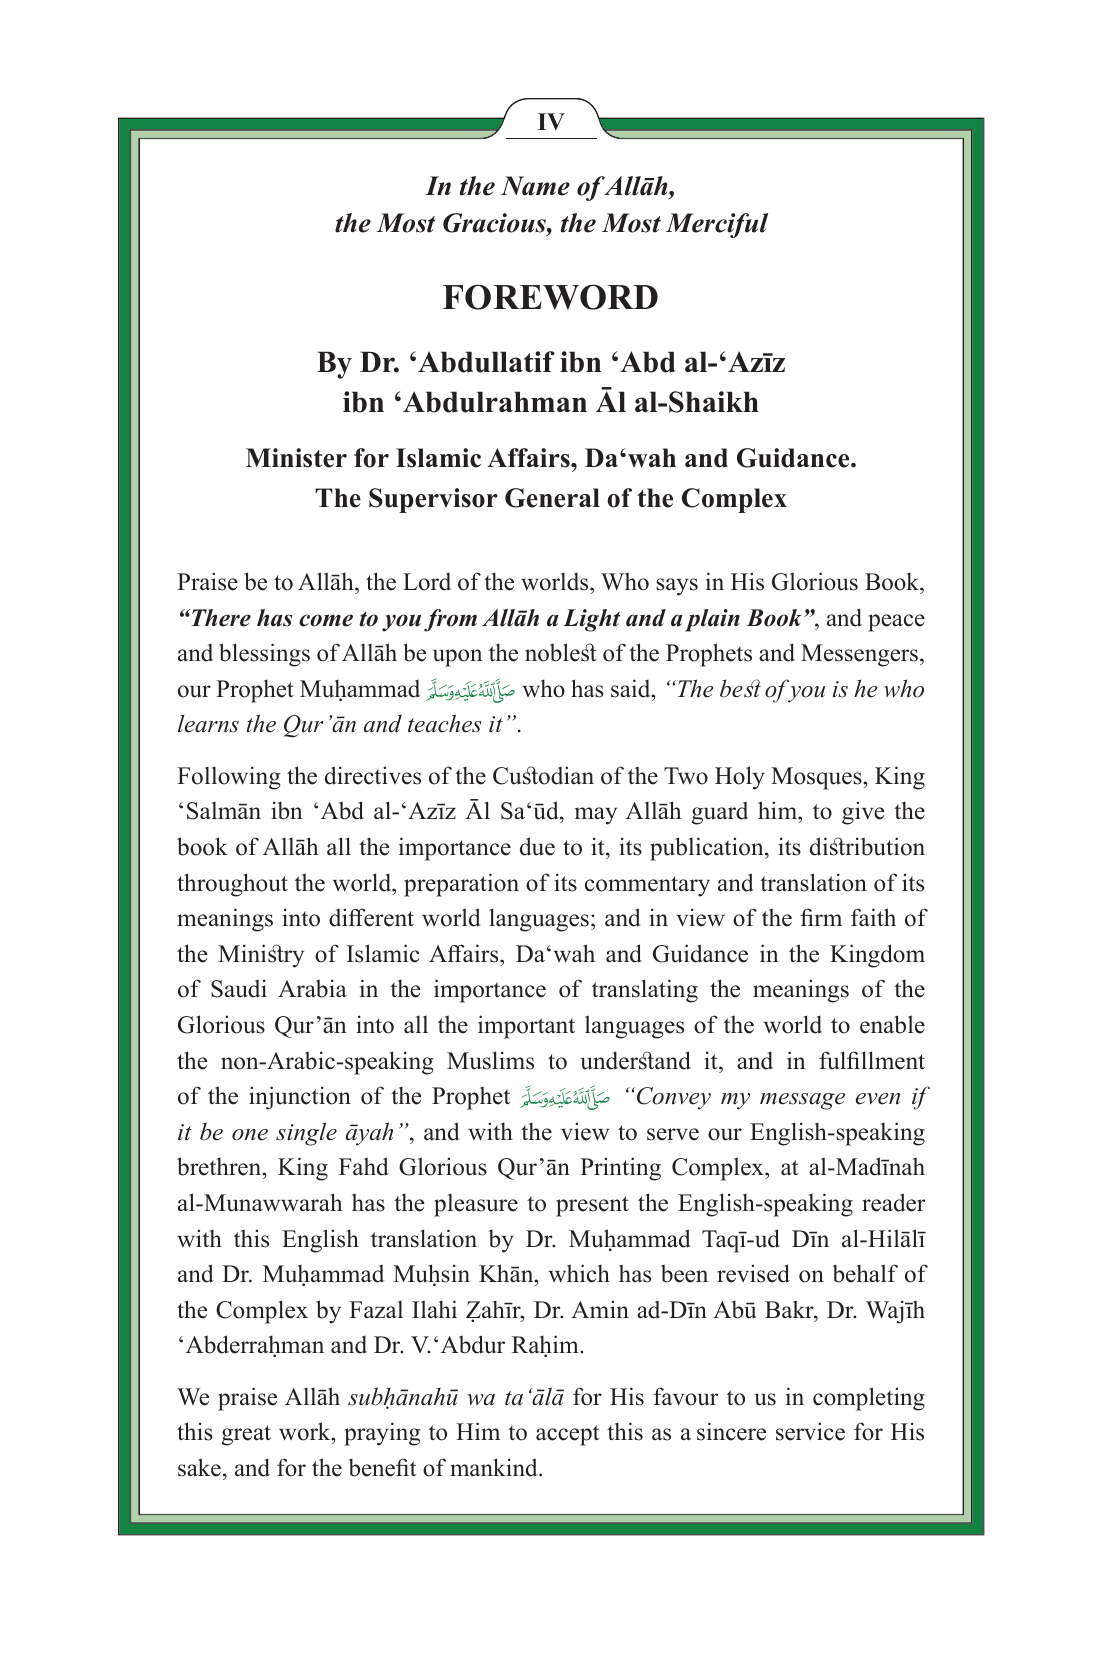 IV
In the Name of Allāh,
the Most Gracious, the Most Merciful
FOREWORD
By Dr. ‘Abdullatif ibn ‘Abd al-‘Azīz
ibn ‘Abdulrahman Āl al-Shaikh
Minister for Islamic Affairs, Da‘wah and Guidance.
The Supervisor General of the Complex
Praise be to Allāh, the Lord of the worlds, Who says in His Glorious Book,
“There has come to you from Allāh a Light and a plain Book”, and peace
and blessings of Allāh be upon the noblest of the Prophets and Messengers,
our Prophet Muḥammad صَلَّى اللَّهُ عَلَيْهِ وَسَلَّمَ who has said, “The best of you is he who
learns the Qur’ān and teaches it”.
Following the directives of the Custodian of the Two Holy Mosques, King
‘Salmān ibn ‘Abd al-‘Azīz Āl Sa‘ūd, may Allāh guard him, to give the
book of Allāh all the importance due to it, its publication, its distribution
throughout the world, preparation of its commentary and translation of its
meanings into different world languages; and in view of the firm faith of
the Ministry of Islamic Affairs, Da‘wah and Guidance in the Kingdom
of Saudi Arabia in the importance of translating the meanings of the
Glorious Qur’ān into all the important languages of the world to enable
the non-Arabic-speaking Muslims to understand it, and in fulfillment
of the injunction of the Prophet صَلَّى اللَّهُ عَلَيْهِ وَسَلَّمَ “Convey my message even if
it be one single āyah”, and with the view to serve our English-speaking
brethren, King Fahd Glorious Qur’ān Printing Complex, at al-Madīnah
al-Munawwarah has the pleasure to present the English-speaking reader
with this English translation by Dr. Muḥammad Taqī-ud Dīn al-Hilālī
and Dr. Muḥammad Muḥsin Khān, which has been revised on behalf of
the Complex by Fazal Ilahi Ẓahīr, Dr. Amin ad-Dīn Abū Bakr, Dr. Wajīh
‘Abderraḥman and Dr. V.‘Abdur Raḥim.
We praise Allāh subḥānahū wa ta‘ālā for His favour to us in completing
this great work, praying to Him to accept this as a sincere service for His
sake, and for the benefit of mankind.